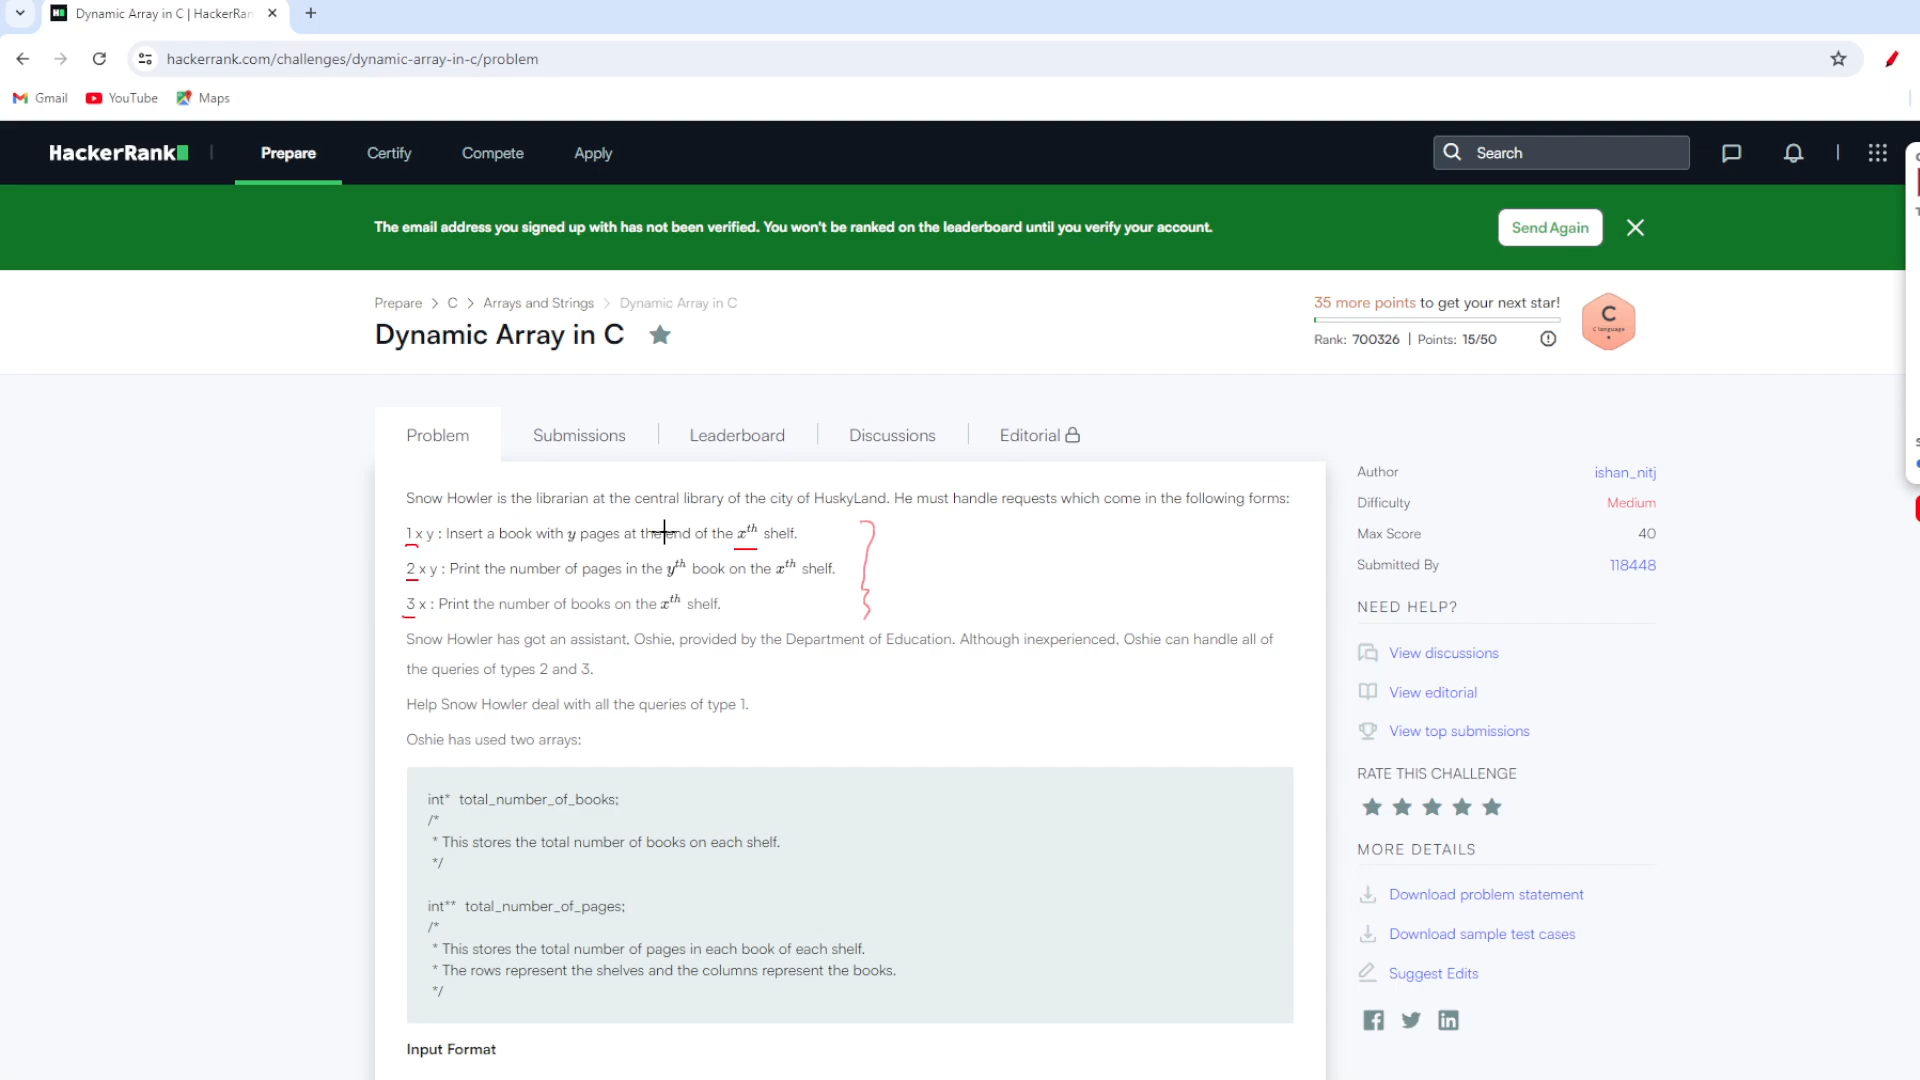 Dynamic Array in C | HackerRan
hackerrank.com/challenges/dynamic-array-in-c/problem
Gmail YouTube Maps
HackerRank Prepare Certify Compete Apply Search
The email address you signed up with has not been verified. You won't be ranked on the leaderboard until you verify your account. Send Again
Prepare > C > Arrays and Strings > Dynamic Array in C
Dynamic Array in C
35 more points to get your next star!
Rank: 700326 | Points: 15/50
C
C language
Problem Submissions Leaderboard Discussions Editorial
Snow Howler is the librarian at the central library of the city of HuskyLand. He must handle requests which come in the following forms:
1 x y : Insert a book with y pages at the end of the xth shelf.
2 x y : Print the number of pages in the yth book on the xth shelf.
3 x : Print the number of books on the xth shelf.
Snow Howler has got an assistant, Oshie, provided by the Department of Education. Although inexperienced, Oshie can handle all of
the queries of types 2 and 3.
Help Snow Howler deal with all the queries of type 1.
Oshie has used two arrays:
int* total_number_of_books;
/*
* This stores the total number of books on each shelf.
*/
int** total_number_of_pages;
/*
* This stores the total number of pages in each book of each shelf.
* The rows represent the shelves and the columns represent the books.
*/
Input Format
Author ishan_nitj
Difficulty Medium
Max Score 40
Submitted By 118448
NEED HELP?
View discussions
View editorial
View top submissions
RATE THIS CHALLENGE
MORE DETAILS
Download problem statement
Download sample test cases
Suggest Edits